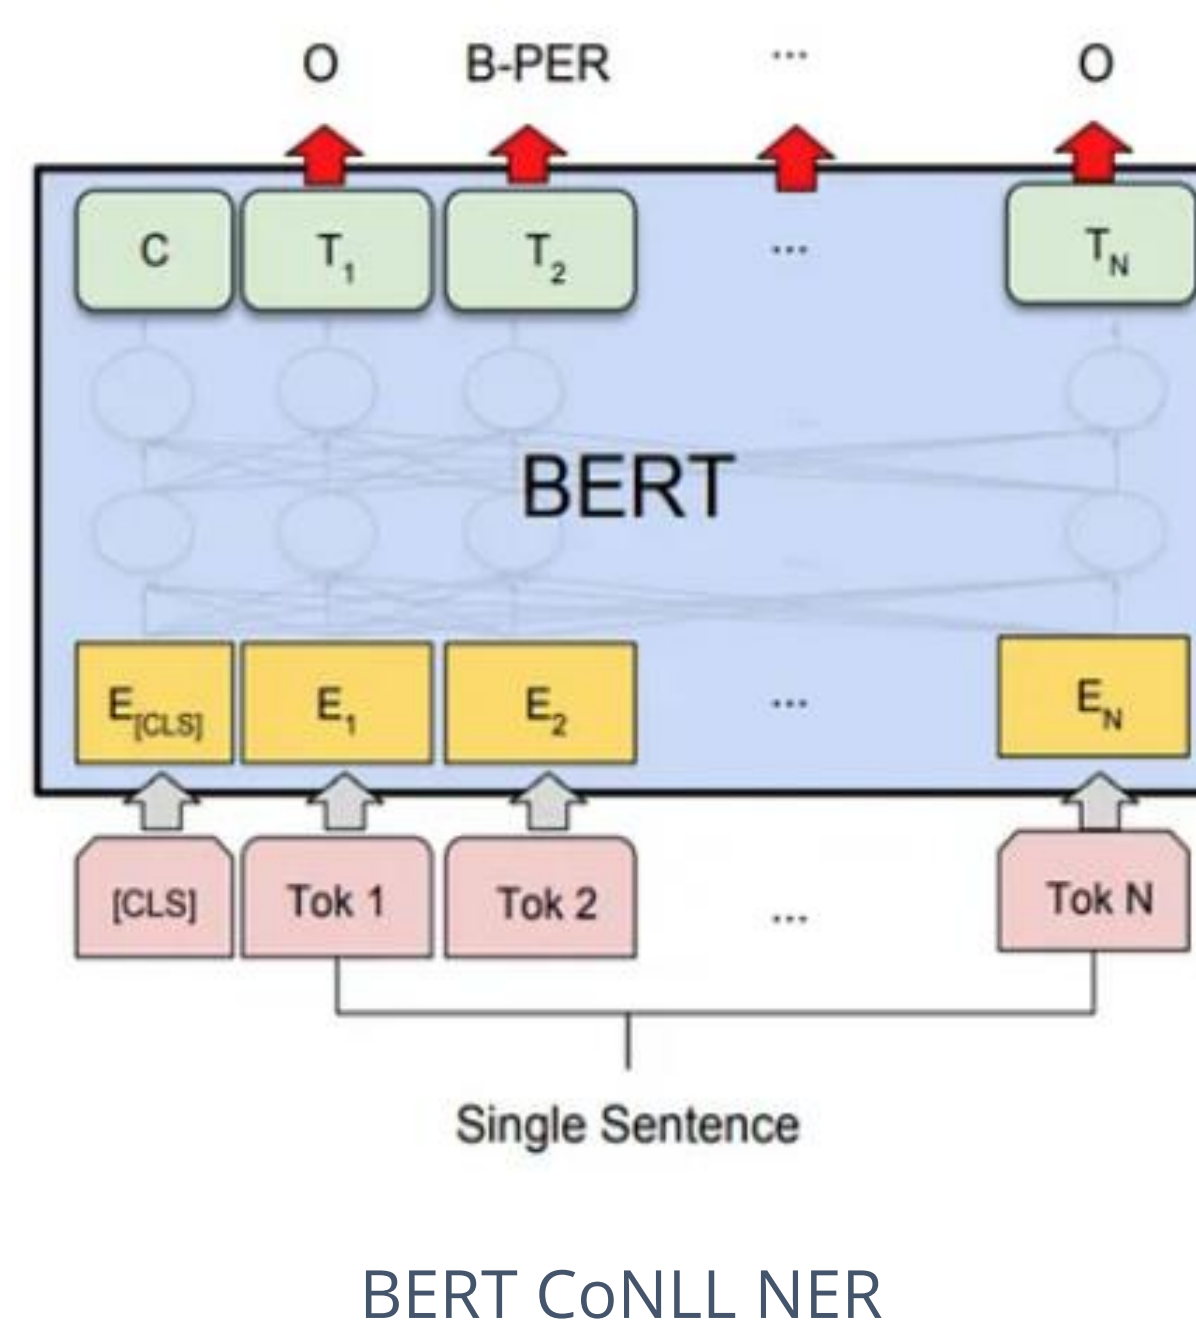 O B-PER ... O
C T1 T2 ... TN
BERT
E[CLS] E1 E2 ... EN
[CLS] Tok 1 Tok 2 ... Tok N
Single Sentence
BERT CoNLL NER